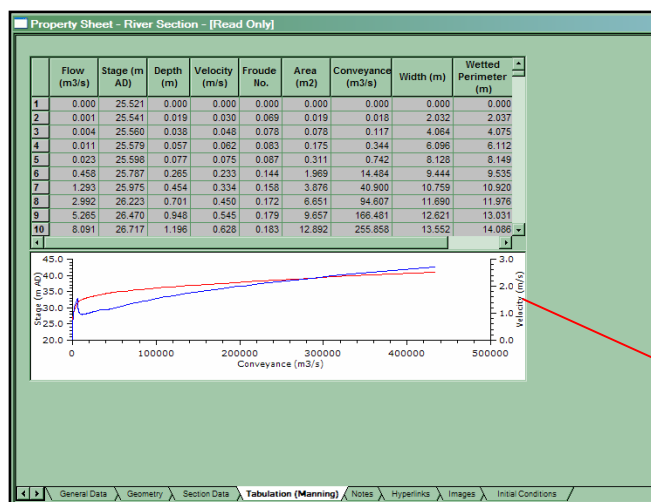 Property Sheet - River Section - [Read Only]
Flow (m3/s) Stage (m AD) Depth (m) Velocity (m/s) Froude No. Area (m2) Conveyance (m3/s) Width (m) Wetted Perimeter (m)
1 0.000 25.521 0.000 0.000 0.000 0.000 0.000 0.000 0.000
2 0.001 25.541 0.019 0.030 0.069 0.019 0.018 2.032 2.037
3 0.004 25.560 0.038 0.048 0.078 0.078 0.117 4.064 4.075
4 0.011 25.579 0.057 0.062 0.083 0.175 0.344 6.096 6.112
5 0.023 25.598 0.077 0.075 0.087 0.311 0.742 8.128 8.149
6 0.458 25.787 0.265 0.233 0.144 1.969 14.484 9.444 9.535
7 1.293 25.975 0.454 0.334 0.158 3.876 40.900 10.759 10.920
8 2.992 26.223 0.701 0.450 0.172 6.651 94.607 11.690 11.976
9 5.265 26.470 0.948 0.545 0.179 9.657 166.481 12.621 13.031
10 8.091 26.717 1.196 0.628 0.183 12.892 255.858 13.552 14.086
Stage (m AD)
45.0
40.0
35.0
30.0
25.0
20.0
3.0
2.0
1.0
0.0
Velocity (m/s)
0 100000 200000 300000 400000 500000
Conveyance (m3/s)
General Data Geometry Section Data Tabulation (Manning) Notes Hyperlinks Images Initial Conditions